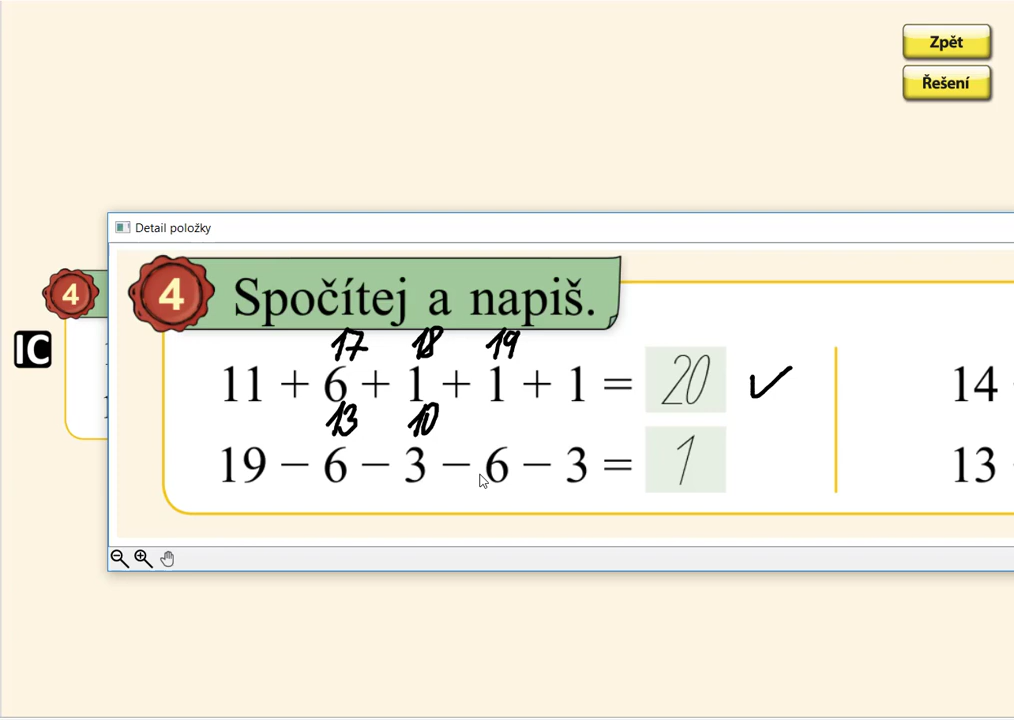 Zpět
Řešení
Detail položky
4
4 Spočítej a napiš.
IC
17 18 19
11 + 6 + 1 + 1 + 1 = 20 ✓
14
13 10
19 − 6 − 3 − 6 − 3 = 1
13